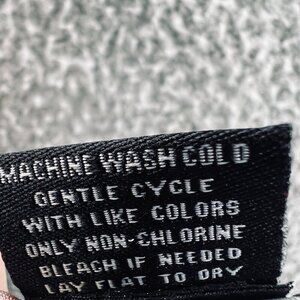 MACHINE WASH COLD
GENTLE CYCLE
WITH LIKE COLORS
ONLY NON-CHLORINE
BLEACH IF NEEDED
LAY FLAT TO DRY